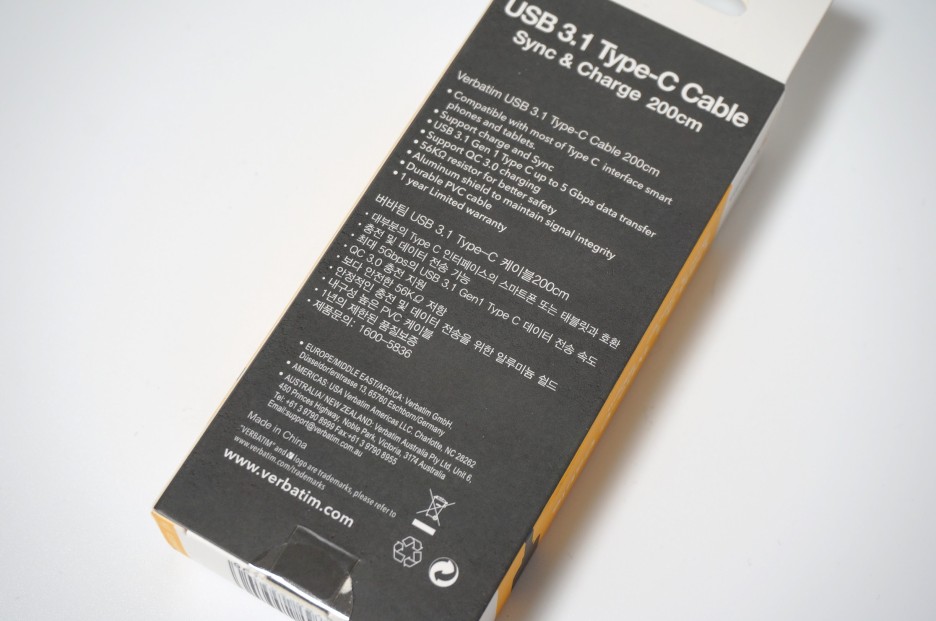 USB 3.1 Type-C Cable
Sync & Charge 200cm
Verbatim USB 3.1 Type-C Cable 200cm
• Compatible with most of Type C interface smart
phones and tablets.
• Support charge and Sync
• USB 3.1 Gen 1 Type C up to 5 Gbps data transfer
• Support QC 3.0 charging
• 56KΩ resistor for better safety
• Aluminum shield to maintain signal integrity
• Durable PVC cable
• 1 year Limited warranty
버바팀 USB 3.1 Type-C 케이블200cm
• 대부분의 Type C 인터페이스의 스마트폰 또는 태블릿과 호환
• 충전 및 데이터 전송 가능
• 최대 5Gbps의 USB 3.1 Gen1 Type C 데이터 전송 속도
• QC 3.0 충전 지원
• 보다 안전한 56KΩ 저항
• 안정적인 충전 및 데이터 전송을 위한 알루미늄 쉴드
• 내구성 높은 PVC 케이블
• 1년의 제한된 품질보증
• 제품문의: 1600-5836
• EUROPE/MIDDLE EAST/AFRICA: Verbatim GmbH.
Düsseldorferstrasse 13, 65760 Eschborn/Germany
• AMERICAS. USA Verbatim Americas LLC, Charlotte, NC 28262
• AUSTRALIA/ NEW ZEALAND: Verbatim Australia Pty Ltd, Unit 6,
450 Princes Highway, Noble Park, Victoria, 3174 Australia
Tel: +61 3 9790 8999 Fax:+61 3 9790 8955
Email:support@verbatim.com.au
Made in China
"VERBATIM" and logo are trademarks, please refer to
www.verbatim.com/trademarks
www.verbatim.com